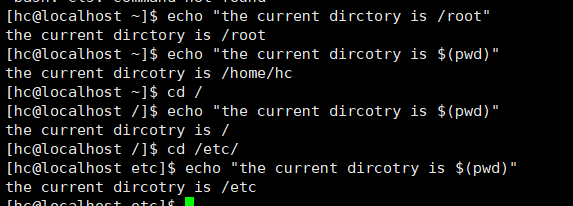 [hc@localhost ~]$ echo "the current dirctory is /root"
the current dirctory is /root
[hc@localhost ~]$ echo "the current dircotry is $(pwd)"
the current dircotry is /home/hc
[hc@localhost ~]$ cd /
[hc@localhost /]$ echo "the current dircotry is $(pwd)"
the current dircotry is /
[hc@localhost /]$ cd /etc/
[hc@localhost etc]$ echo "the current dircotry is $(pwd)"
the current dircotry is /etc
[hc@localhost etc]$